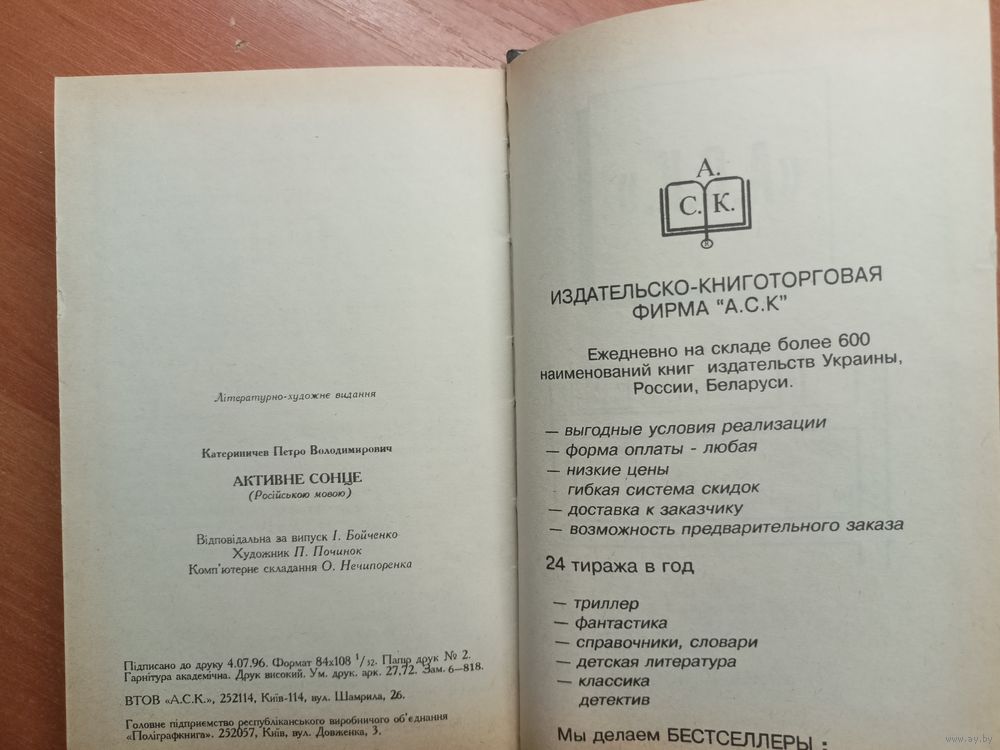 Літературно-художнє видання
Катериничев Петро Володимирович
АКТИВНЕ СОНЦЕ
(Російською мовою)
Відповідальна за випуск І. Бойченко
Художник П. Починок
Комп'ютерне складання О. Нечипоренка
Підписано до друку 4.07.96. Формат 84х108 1/32. Папір друк № 2.
Гарнітура академічна. Друк високий. Ум. друк. арк. 27,72. Зам. 6–818.
ВТОВ «А.С.К.», 252114, Київ-114, вул. Шамрила, 26.
Головне підприємство республіканського виробничого об'єднання
«Поліграфкнига». 252057, Київ, вул. Довженка, 3.
А.
С. К.
ИЗДАТЕЛЬСКО-КНИГОТОРГОВАЯ
ФИРМА "А.С.К"
Ежедневно на складе более 600
наименований книг издательств Украины,
России, Беларуси.
— выгодные условия реализации
— форма оплаты - любая
— низкие цены
гибкая система скидок
— доставка к заказчику
— возможность предварительного заказа
24 тиража в год
— триллер
— фантастика
— справочники, словари
— детская литература
— классика
детектив
Мы делаем БЕСТСЕЛЛЕРЫ :
www.ay.by